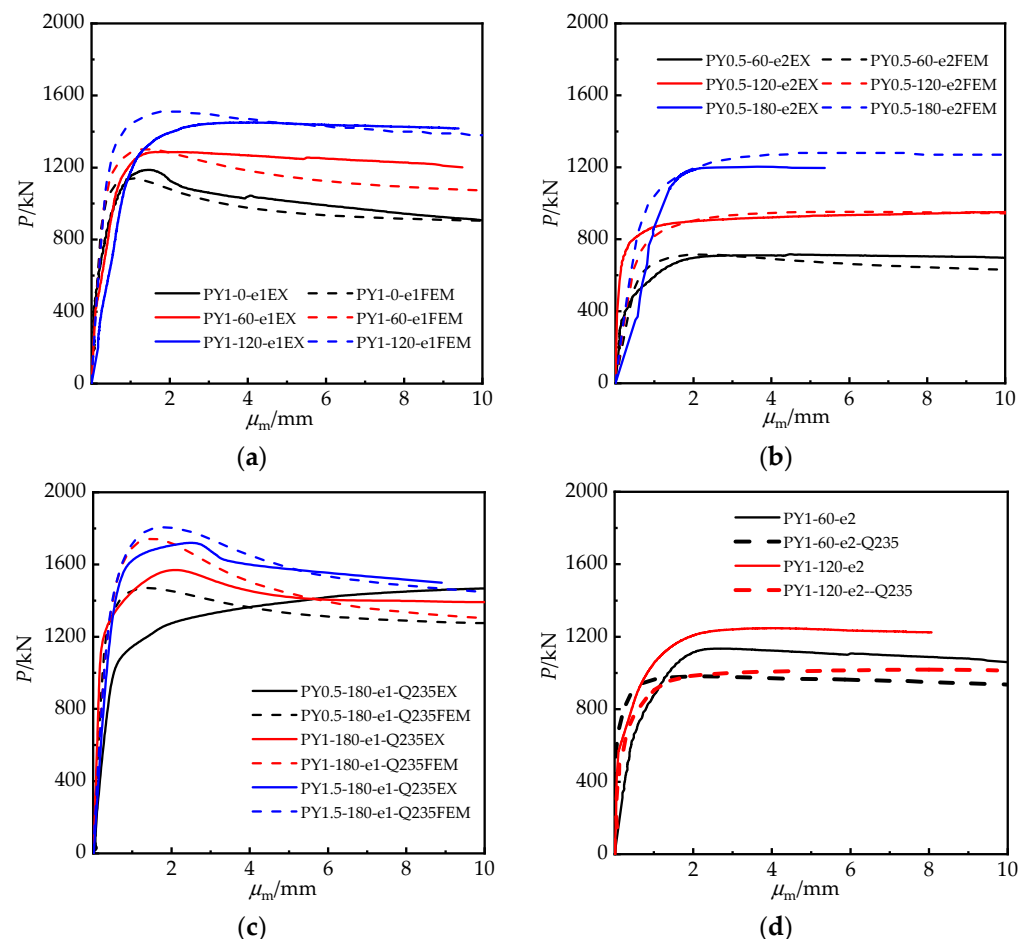 2000
1600
1200
800
400
0
P/kN
PY1-0-e1EX PY1-0-e1FEM
PY1-60-e1EX PY1-60-e1FEM
PY1-120-e1EX PY1-120-e1FEM
2 4 6 8 10
μm/mm
(a)
2000
1600
1200
800
400
0
P/kN
PY0.5-60-e2EX PY0.5-60-e2FEM
PY0.5-120-e2EX PY0.5-120-e2FEM
PY0.5-180-e2EX PY0.5-180-e2FEM
2 4 6 8 10
μm/mm
(b)
2000
1600
1200
800
400
0
P/kN
PY0.5-180-e1-Q235EX
PY0.5-180-e1-Q235FEM
PY1-180-e1-Q235EX
PY1-180-e1-Q235FEM
PY1.5-180-e1-Q235EX
PY1.5-180-e1-Q235FEM
2 4 6 8 10
μm/mm
(c)
2000
1600
1200
800
400
0
P/kN
PY1-60-e2
PY1-60-e2-Q235
PY1-120-e2
PY1-120-e2--Q235
2 4 6 8 10
μm/mm
(d)